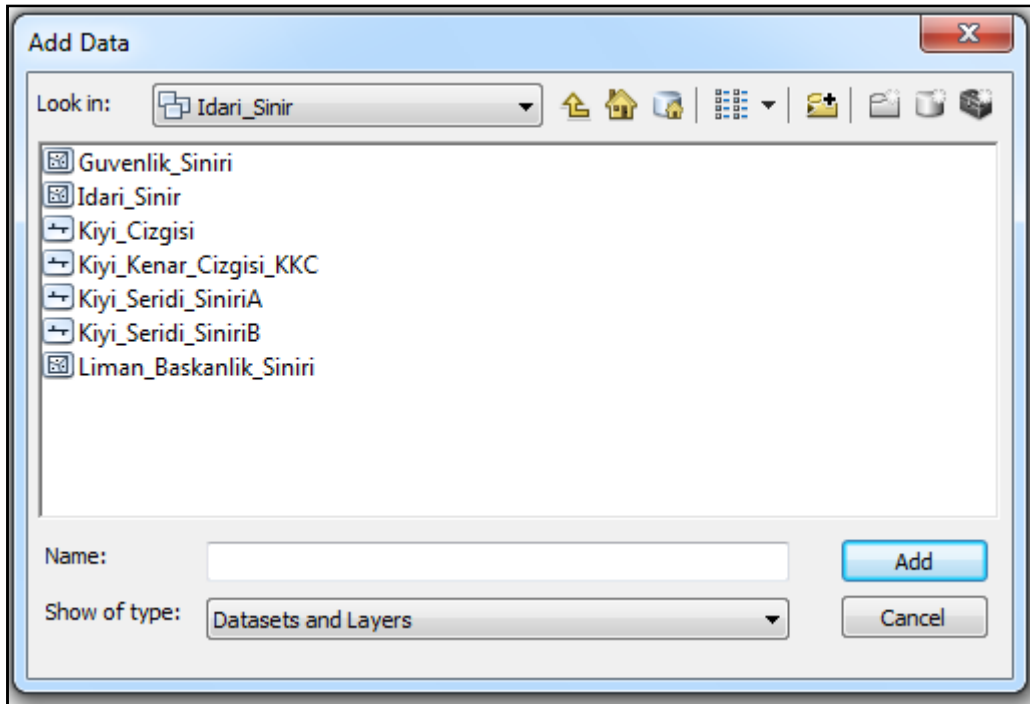 Add Data
Look in: Idari_Sinir
Guvenlik_Siniri
Idari_Sinir
Kiyi_Cizgisi
Kiyi_Kenar_Cizgisi_KKC
Kiyi_Seridi_SiniriA
Kiyi_Seridi_SiniriB
Liman_Baskanlik_Siniri
Name: Add
Show of type: Datasets and Layers Cancel